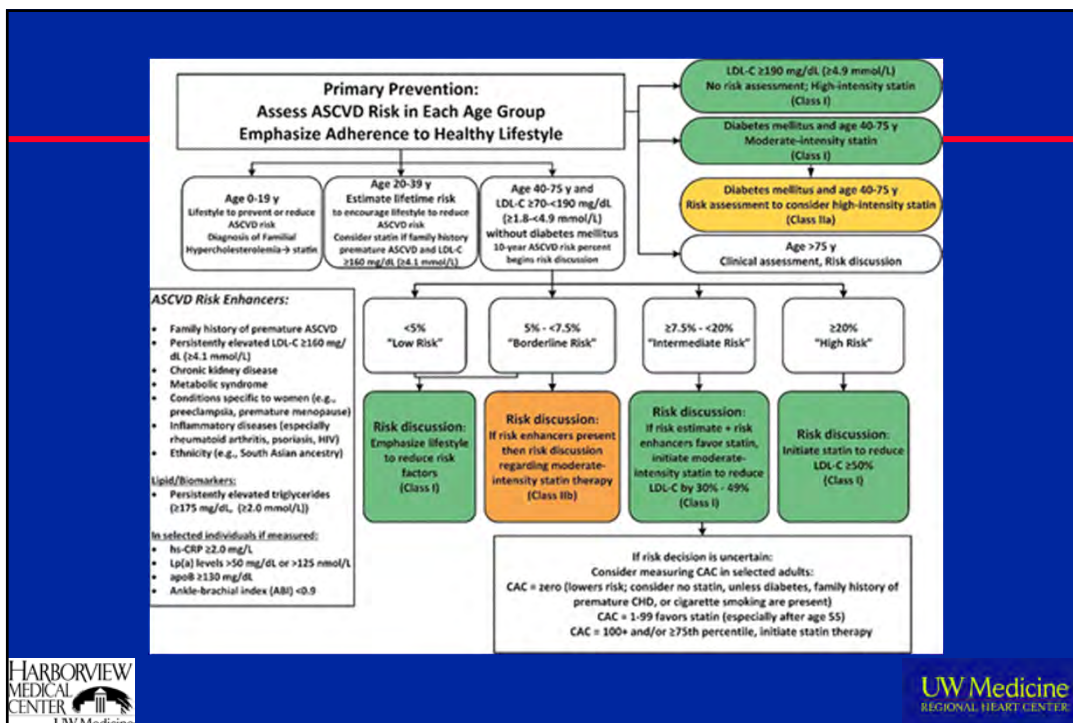 Primary Prevention:
Assess ASCVD Risk in Each Age Group
Emphasize Adherence to Healthy Lifestyle
LDL-C ≥190 mg/dL (≥4.9 mmol/L)
No risk assessment; High-intensity statin
(Class I)
Diabetes mellitus and age 40-75 y
Moderate-intensity statin
(Class I)
Diabetes mellitus and age 40-75 y
Risk assessment to consider high-intensity statin
(Class IIa)
Age >75 y
Clinical assessment, Risk discussion
Age 0-19 y
Lifestyle to prevent or reduce
ASCVD risk
Diagnosis of Familial
Hypercholesterolemia→ statin
Age 20-39 y
Estimate lifetime risk
to encourage lifestyle to reduce
ASCVD risk
Consider statin if family history
premature ASCVD and LDL-C
≥160 mg/dL (≥4.1 mmol/L)
Age 40-75 y and
LDL-C ≥70-<190 mg/dL
(≥1.8-<4.9 mmol/L)
without diabetes mellitus
10-year ASCVD risk percent
begins risk discussion
ASCVD Risk Enhancers:
• Family history of premature ASCVD
• Persistently elevated LDL-C ≥160 mg/
dL (≥4.1 mmol/L)
• Chronic kidney disease
• Metabolic syndrome
• Conditions specific to women (e.g.,
preeclampsia, premature menopause)
• Inflammatory diseases (especially
rheumatoid arthritis, psoriasis, HIV)
• Ethnicity (e.g., South Asian ancestry)
Lipid/Biomarkers:
• Persistently elevated triglycerides
(≥175 mg/dL, (≥2.0 mmol/L))
In selected individuals if measured:
• hs-CRP ≥2.0 mg/L
• Lp(a) levels >50 mg/dL or >125 nmol/L
• apoB ≥130 mg/dL
• Ankle-brachial index (ABI) <0.9
<5%
"Low Risk"
5% - <7.5%
"Borderline Risk"
≥7.5% - <20%
"Intermediate Risk"
≥20%
"High Risk"
Risk discussion:
Emphasize lifestyle
to reduce risk
factors
(Class I)
Risk discussion:
If risk enhancers present
then risk discussion
regarding moderate-
intensity statin therapy
(Class IIb)
Risk discussion:
If risk estimate + risk
enhancers favor statin,
initiate moderate-
intensity statin to reduce
LDL-C by 30% - 49%
(Class I)
Risk discussion:
Initiate statin to reduce
LDL-C ≥50%
(Class I)
If risk decision is uncertain:
Consider measuring CAC in selected adults:
CAC = zero (lowers risk; consider no statin, unless diabetes, family history of
premature CHD, or cigarette smoking are present)
CAC = 1-99 favors statin (especially after age 55)
CAC = 100+ and/or ≥75th percentile, initiate statin therapy
HARBORVIEW
MEDICAL
CENTER
UW Medicine
UW Medicine
REGIONAL HEART CENTER